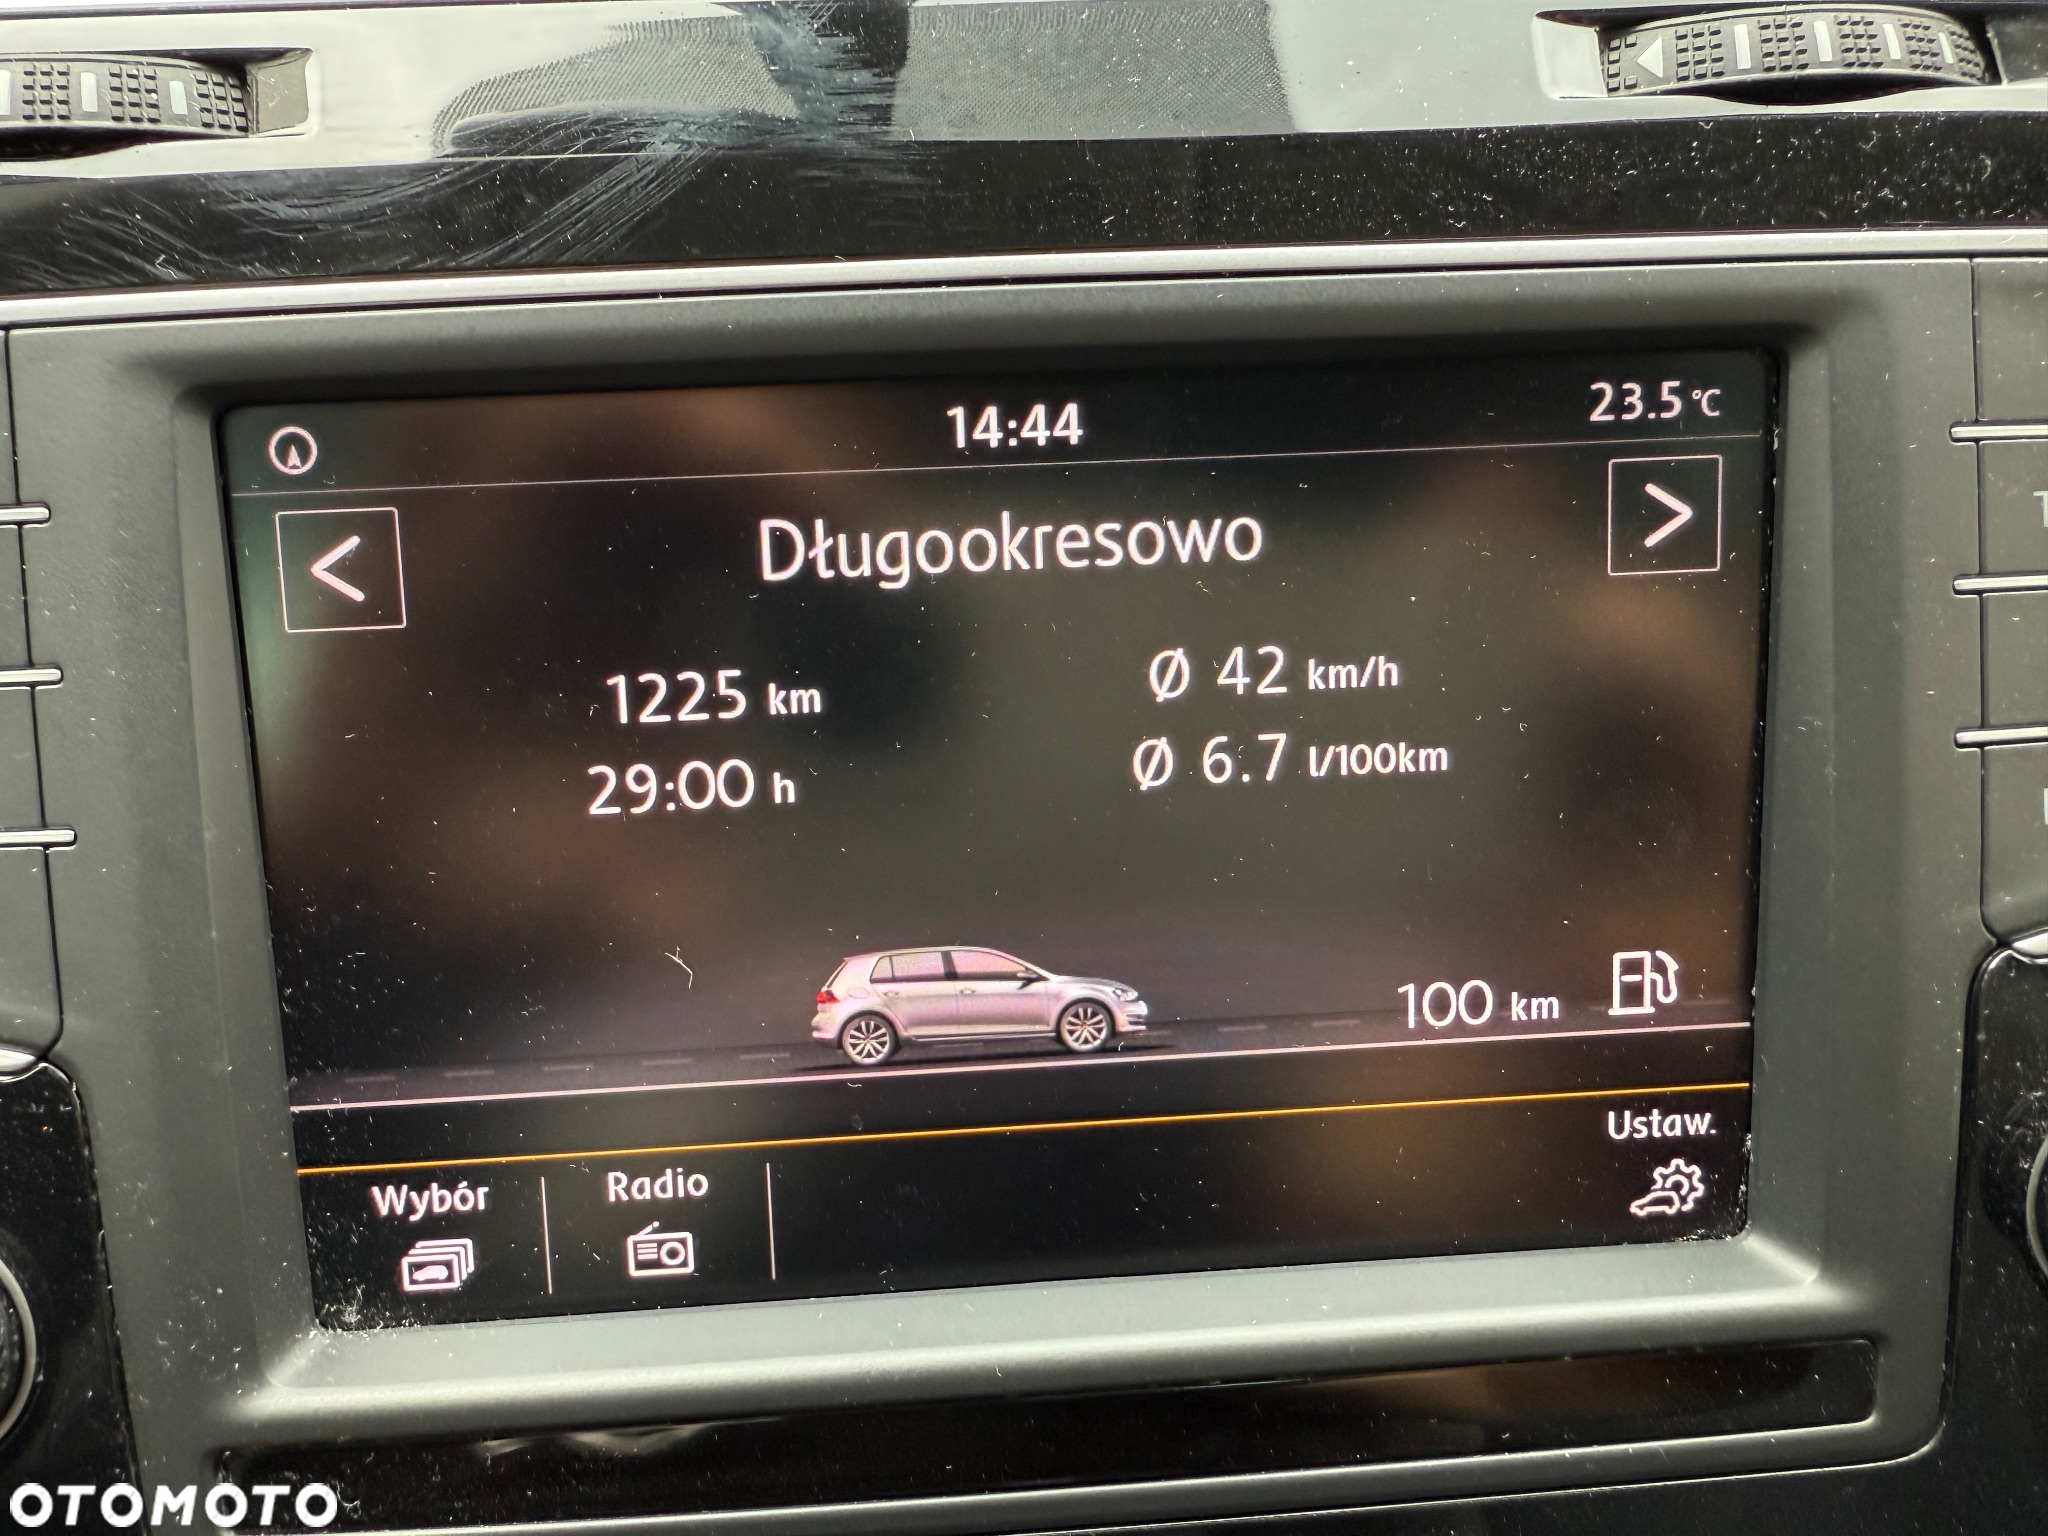 14:44
23.5 °C
<
Długookresowo
>
1225 km
Ø 42 km/h
29:00 h
Ø 6.7 l/100km
100 km
Wybór
Radio
Ustaw.
OTOMOTO